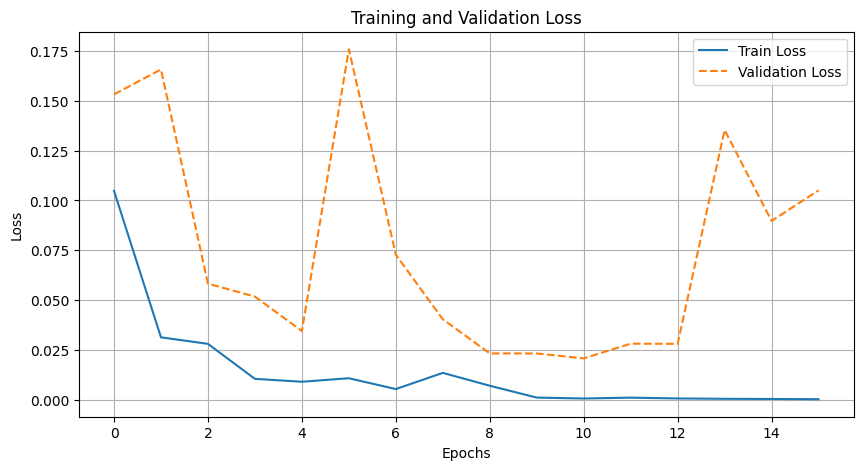 Training and Validation Loss
Train Loss
Validation Loss
0.175
0.150
0.125
0.100
0.075
0.050
0.025
0.000
Loss
0 2 4 6 8 10 12 14
Epochs